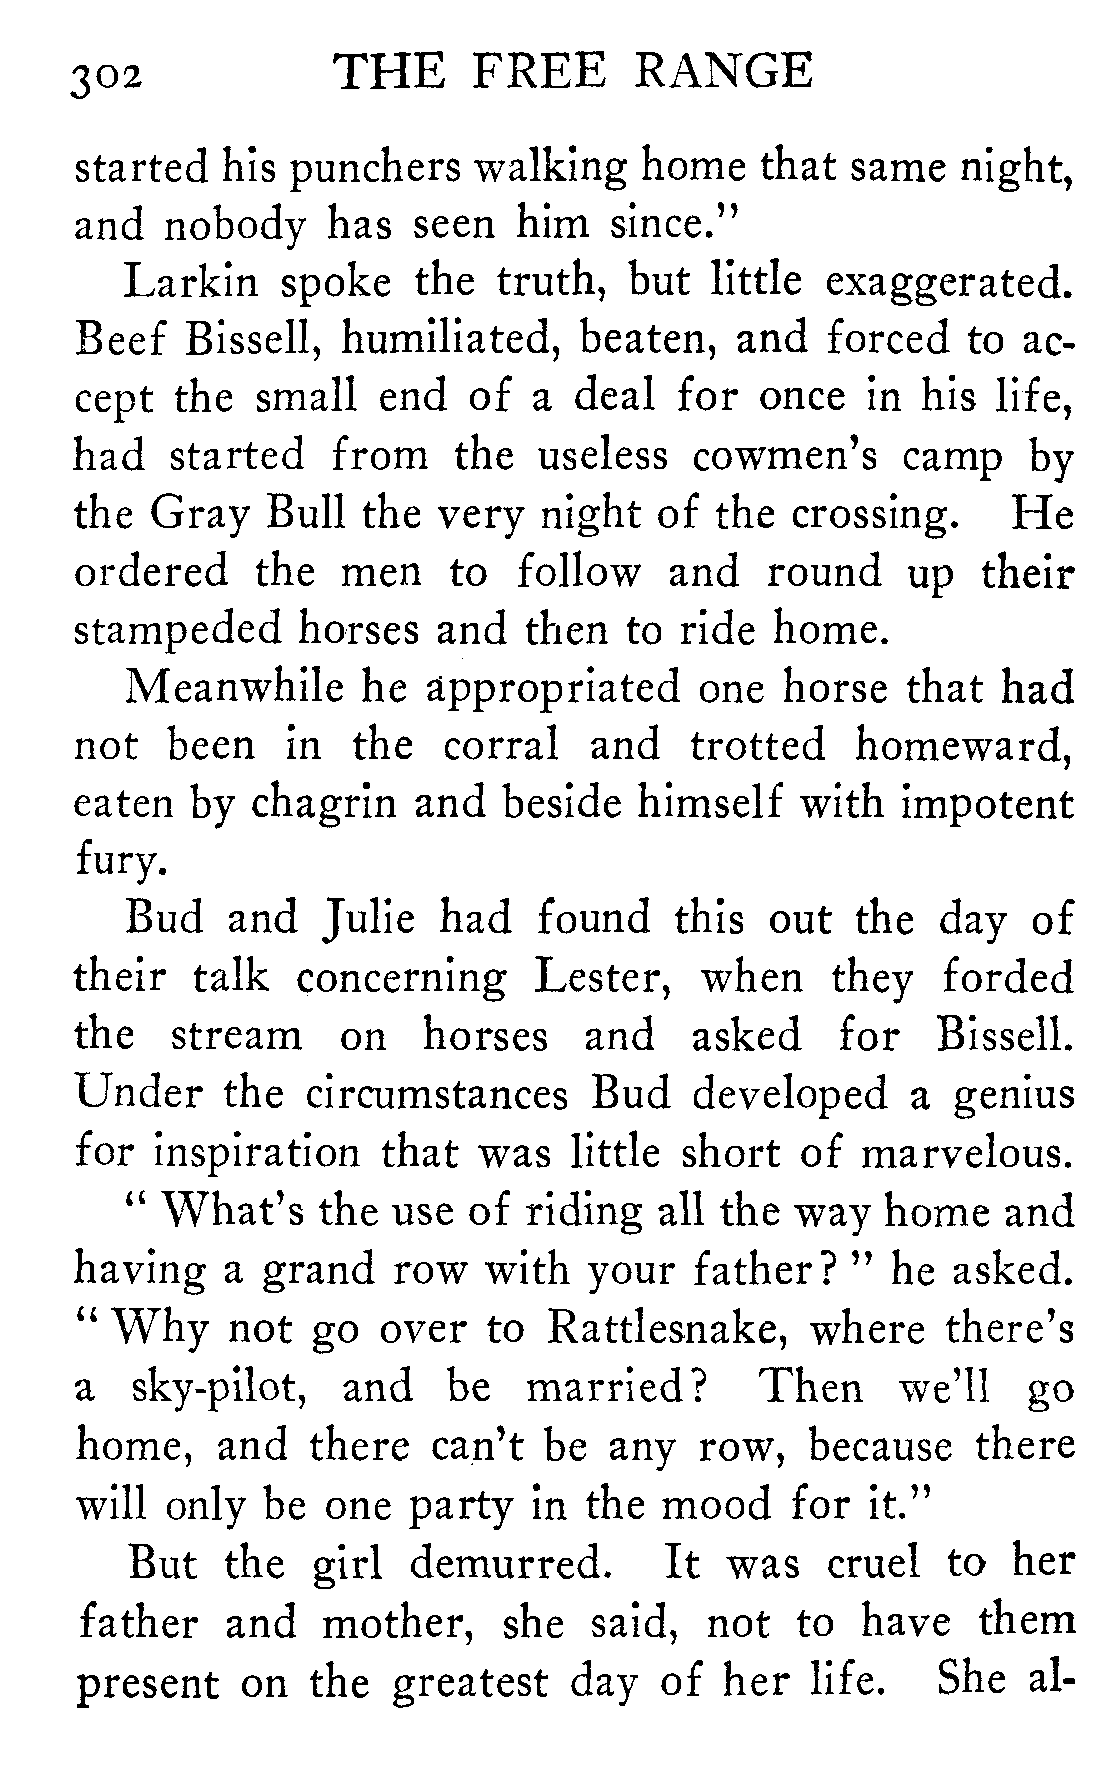 302 THE FREE RANGE
started his punchers walking home that same night,
and nobody has seen him since."
Larkin spoke the truth, but little exaggerated.
Beef Bissell, humiliated, beaten, and forced to ac-
cept the small end of a deal for once in his life,
had started from the useless cowmen's camp by
the Gray Bull the very night of the crossing. He
ordered the men to follow and round up their
stampeded horses and then to ride home.
Meanwhile he appropriated one horse that had
not been in the corral and trotted homeward,
eaten by chagrin and beside himself with impotent
fury.
Bud and Julie had found this out the day of
their talk concerning Lester, when they forded
the stream on horses and asked for Bissell.
Under the circumstances Bud developed a genius
for inspiration that was little short of marvelous.
"What's the use of riding all the way home and
having a grand row with your father?" he asked.
"Why not go over to Rattlesnake, where there's
a sky-pilot, and be married? Then we'll go
home, and there can't be any row, because there
will only be one party in the mood for it."
But the girl demurred. It was cruel to her
father and mother, she said, not to have them
present on the greatest day of her life. She al-